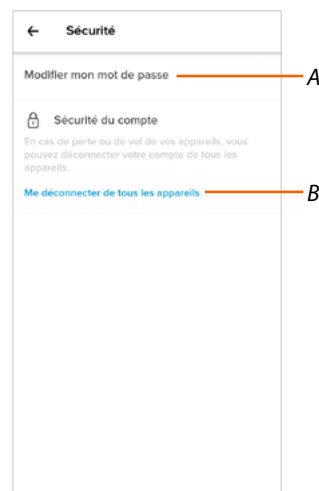 ← Sécurité
Modifier mon mot de passe A
Sécurité du compte
En cas de perte ou de vol de vos appareils, vous
pouvez déconnecter votre compte de tous les
appareils.
Me déconnecter de tous les appareils B